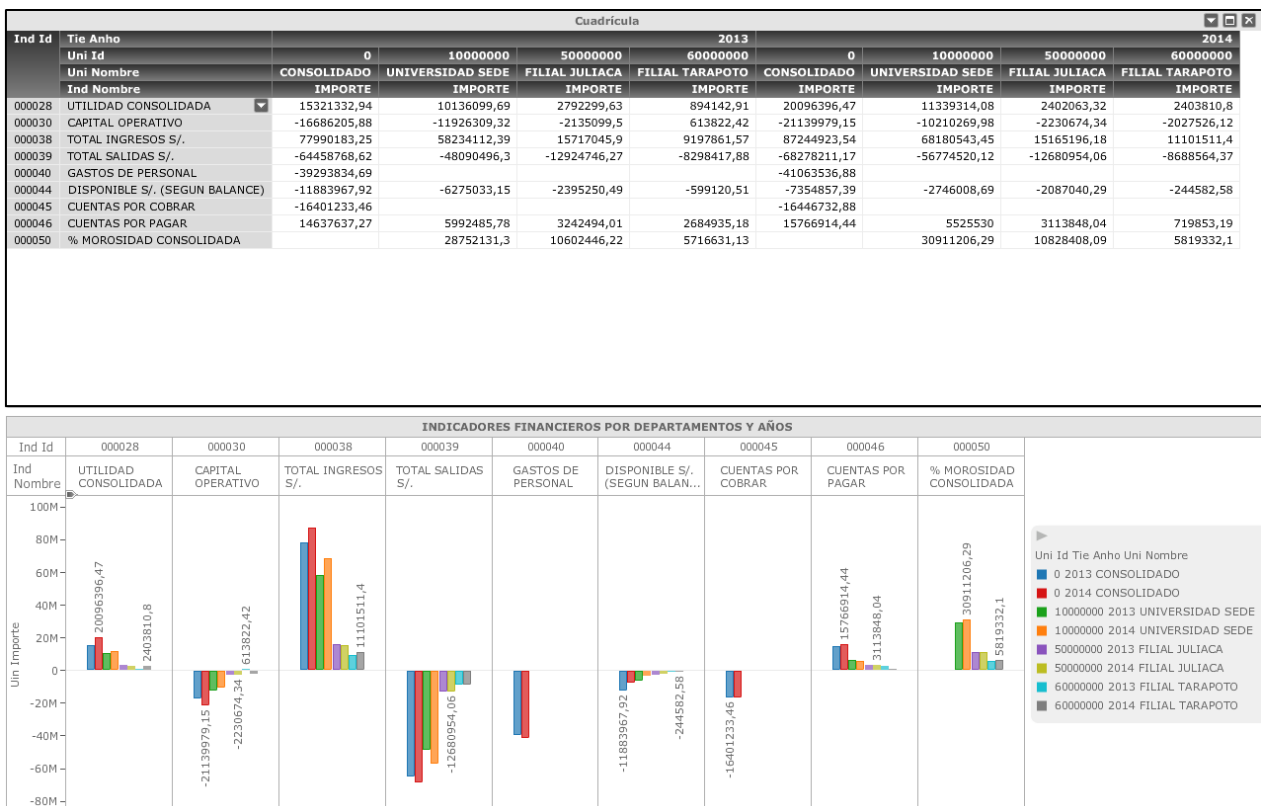 Cuadrícula
Ind Id Tie Anho 2013 2014
Uni Id 0 10000000 50000000 60000000 0 10000000 50000000 60000000
Uni Nombre CONSOLIDADO UNIVERSIDAD SEDE FILIAL JULIACA FILIAL TARAPOTO CONSOLIDADO UNIVERSIDAD SEDE FILIAL JULIACA FILIAL TARAPOTO
Ind Nombre IMPORTE IMPORTE IMPORTE IMPORTE IMPORTE IMPORTE IMPORTE IMPORTE
000028 UTILIDAD CONSOLIDADA 15321332,94 10136099,69 2792299,63 894142,91 20096396,47 11339314,08 2402063,32 2403810,8
000030 CAPITAL OPERATIVO -16686205,88 -11926309,32 -2135099,5 613822,42 -21139979,15 -10210269,98 -2230674,34 -2027526,12
000038 TOTAL INGRESOS S/. 77990183,25 58234112,39 15717045,9 9197861,57 87244923,54 68180543,45 15165196,18 11101511,4
000039 TOTAL SALIDAS S/. -64458768,62 -48090496,3 -12924746,27 -8298417,88 -68278211,17 -56774520,12 -12680954,06 -8688564,37
000040 GASTOS DE PERSONAL -39293834,69 -41063536,88
000044 DISPONIBLE S/. (SEGUN BALANCE) -11883967,92 -6275033,15 -2395250,49 -599120,51 -7354857,39 -2746008,69 -2087040,29 -244582,58
000045 CUENTAS POR COBRAR -16401233,46 -16446732,88
000046 CUENTAS POR PAGAR 14637637,27 5992485,78 3242494,01 2684935,18 15766914,44 5525530 3113848,04 719853,19
000050 % MOROSIDAD CONSOLIDADA 28752131,3 10602446,22 5716631,13 30911206,29 10828408,09 5819332,1
INDICADORES FINANCIEROS POR DEPARTAMENTOS Y AÑOS
Ind Id 000028 000030 000038 000039 000040 000044 000045 000046 000050
Ind UTILIDAD CAPITAL TOTAL INGRESOS TOTAL SALIDAS GASTOS DE DISPONIBLE S/. CUENTAS POR CUENTAS POR % MOROSIDAD
Nombre CONSOLIDADA OPERATIVO S/. S/. PERSONAL (SEGUN BALAN... COBRAR PAGAR CONSOLIDADA
100M
80M
60M
40M
20M
0
-20M
-40M
-60M
-80M
Uin Importe
20096396,47
2403810,8
-21139979,15
-2230674,34
613822,42
11101511,4
-12680954,06
-11883967,92
-244582,58
-16401233,46
15766914,44
3113848,04
30911206,29
5819332,1
Uni Id Tie Anho Uni Nombre
0 2013 CONSOLIDADO
0 2014 CONSOLIDADO
10000000 2013 UNIVERSIDAD SEDE
10000000 2014 UNIVERSIDAD SEDE
50000000 2013 FILIAL JULIACA
50000000 2014 FILIAL JULIACA
60000000 2013 FILIAL TARAPOTO
60000000 2014 FILIAL TARAPOTO